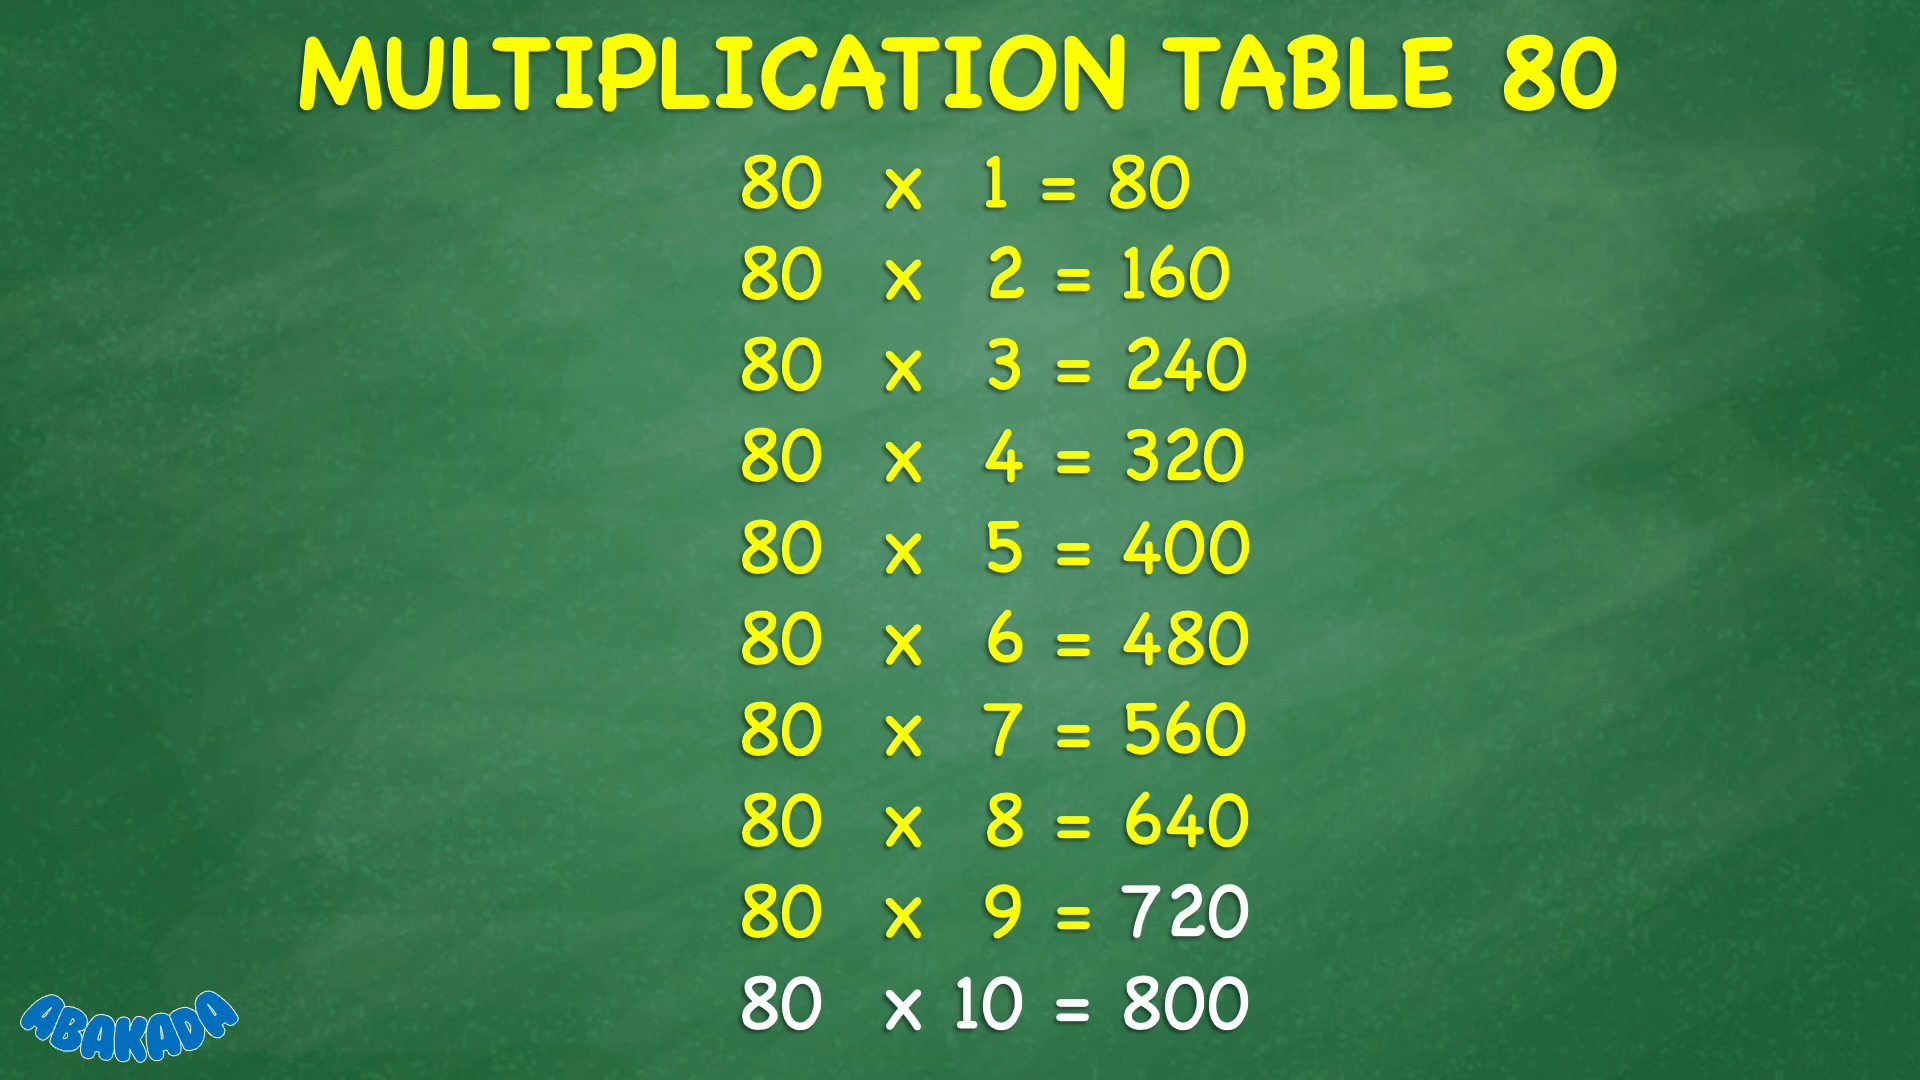 MULTIPLICATION TABLE 80
80 x 1 = 80
80 x 2 = 160
80 x 3 = 240
80 x 4 = 320
80 x 5 = 400
80 x 6 = 480
80 x 7 = 560
80 x 8 = 640
80 x 9 = 720
80 x 10 = 800
ABAKADA